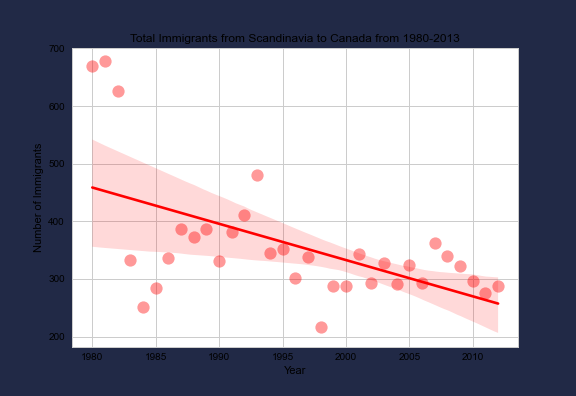 Total Immigrants from Scandinavia to Canada from 1980-2013
700
600
500
400
300
200
Number of Immigrants
1980 1985 1990 1995 2000 2005 2010
Year